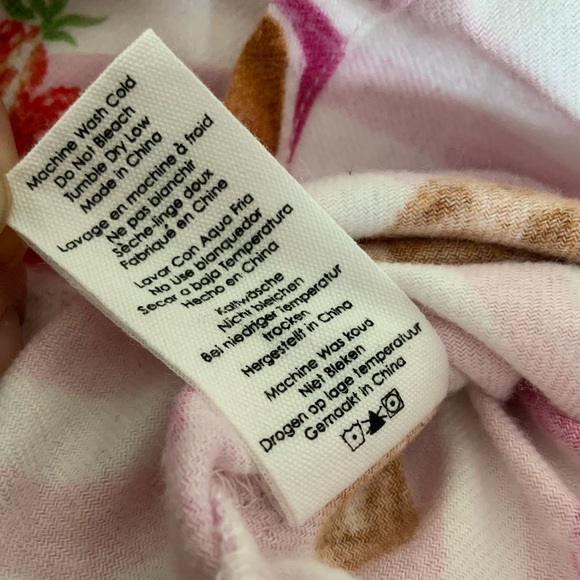 Machine Wash Cold
Do Not Bleach
Tumble Dry Low
Made in China
Lavage en machine à froid
Ne pas blanchir
Sèche-linge doux
Fabriqué en Chine
Lavar Con Aqua Fria
No Use blanquedor
Secar a baja Temperatura
Hecho en China
Kaltwäsche
Nicht bleichen
Bei niedriger Temperatur
trocken
Hergestellt in China
Machine Was koud
Niet Bleken
Drogen op lage temperatuur
Gemaakt in China